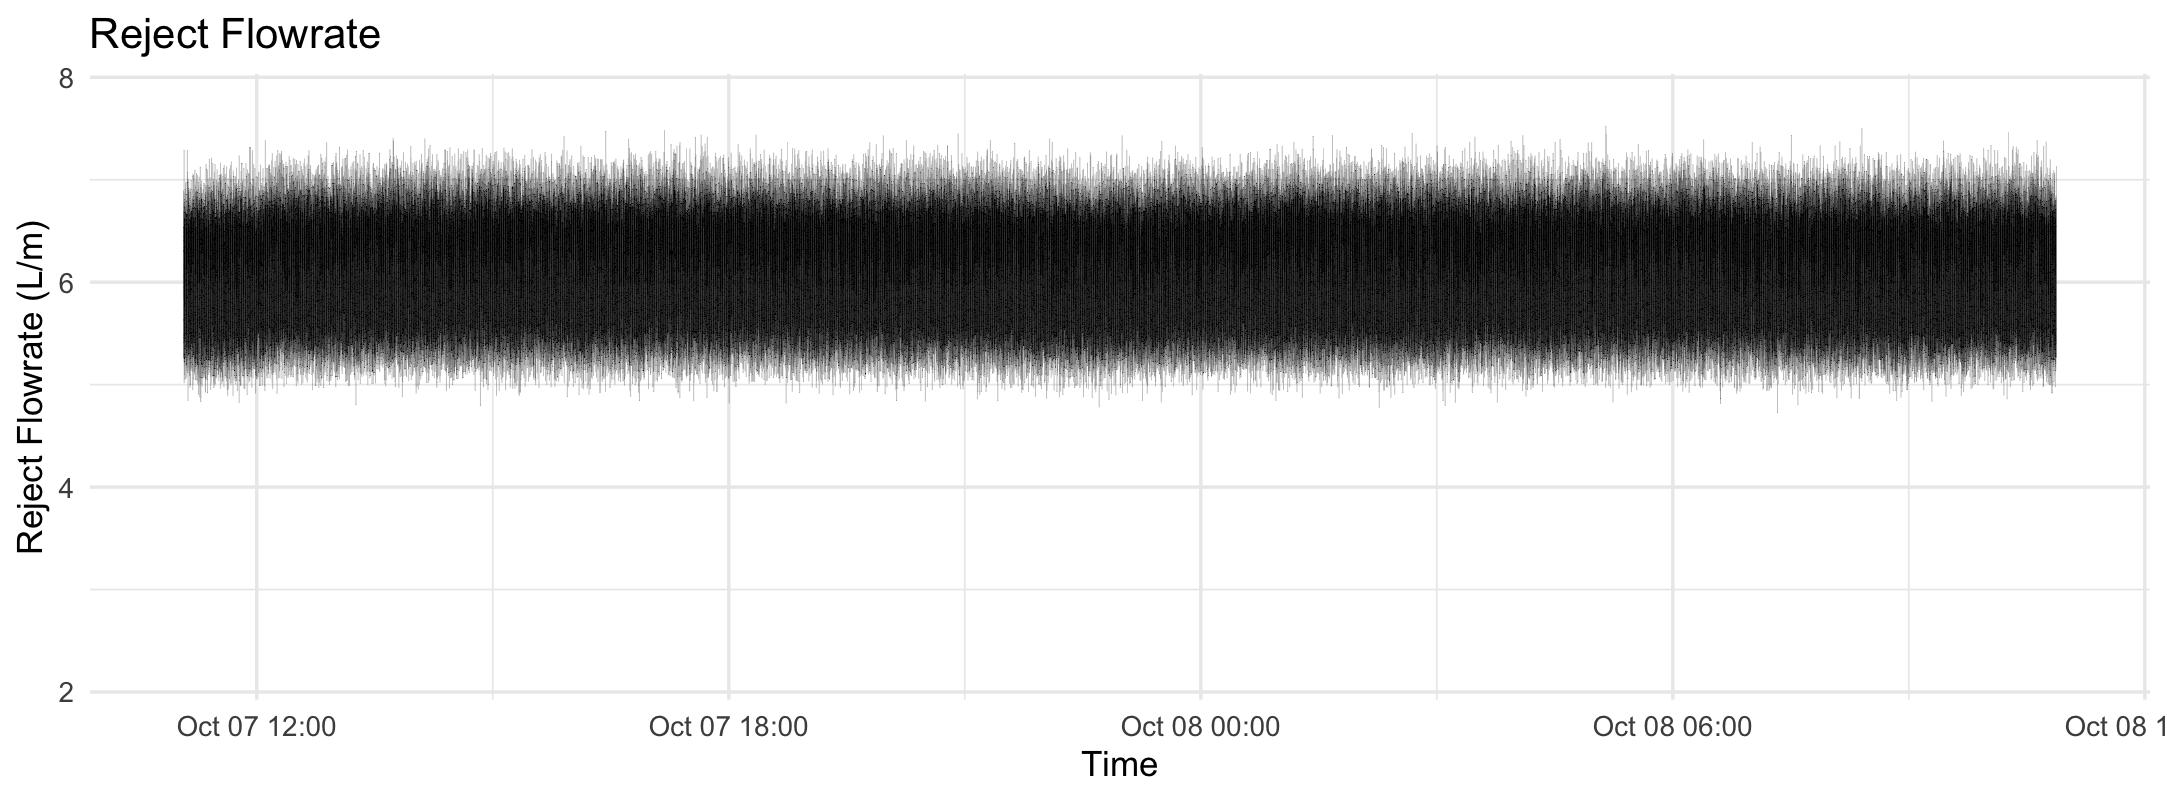 Reject Flowrate
8
6
4
2
Reject Flowrate (L/m)
Oct 07 12:00
Oct 07 18:00
Oct 08 00:00
Oct 08 06:00
Oct 08 1
Time